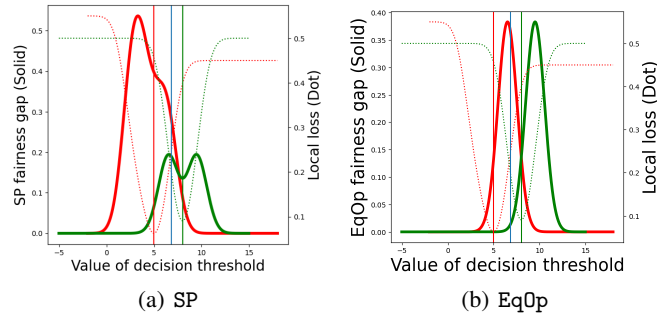 SP fairness gap (Solid)
0.5
0.4
0.3
0.2
0.1
0.0
-5 0 5 10 15
0.5
0.4
0.3
0.2
0.1
Local loss (Dot)
Value of decision threshold
(a) SP
EqOp fairness gap (Solid)
0.40
0.35
0.30
0.25
0.20
0.15
0.10
0.05
0.00
-5 0 5 10 15
0.5
0.4
0.3
0.2
0.1
Local loss (Dot)
Value of decision threshold
(b) EqOp